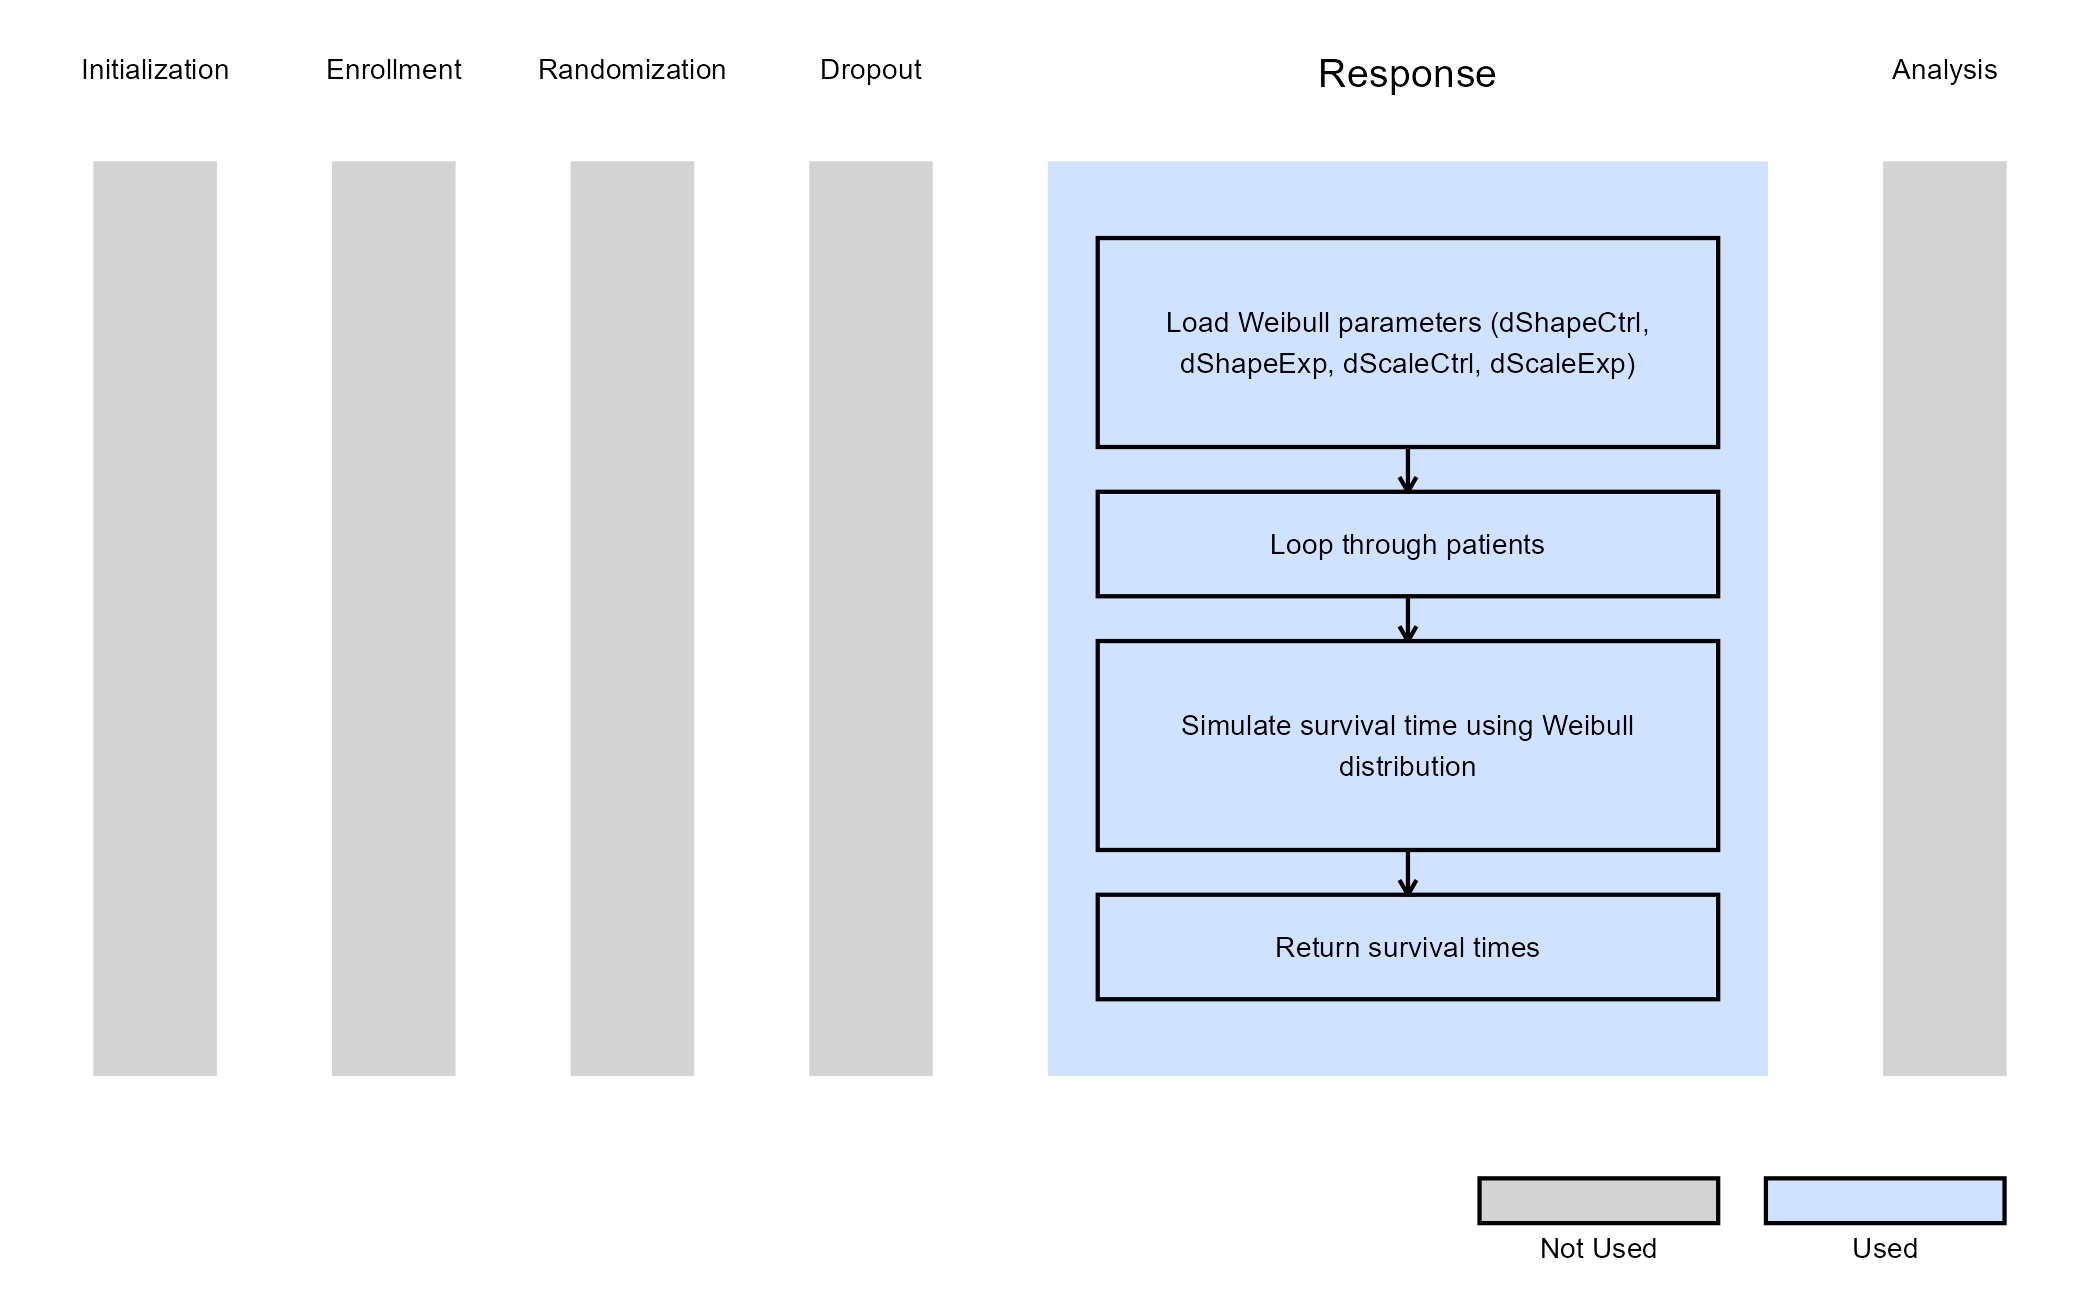 Initialization
Enrollment
Randomization
Dropout
Response
Analysis
Load Weibull parameters (dShapeCtrl,
dShapeExp, dScaleCtrl, dScaleExp)
Loop through patients
Simulate survival time using Weibull
distribution
Return survival times
Not Used
Used